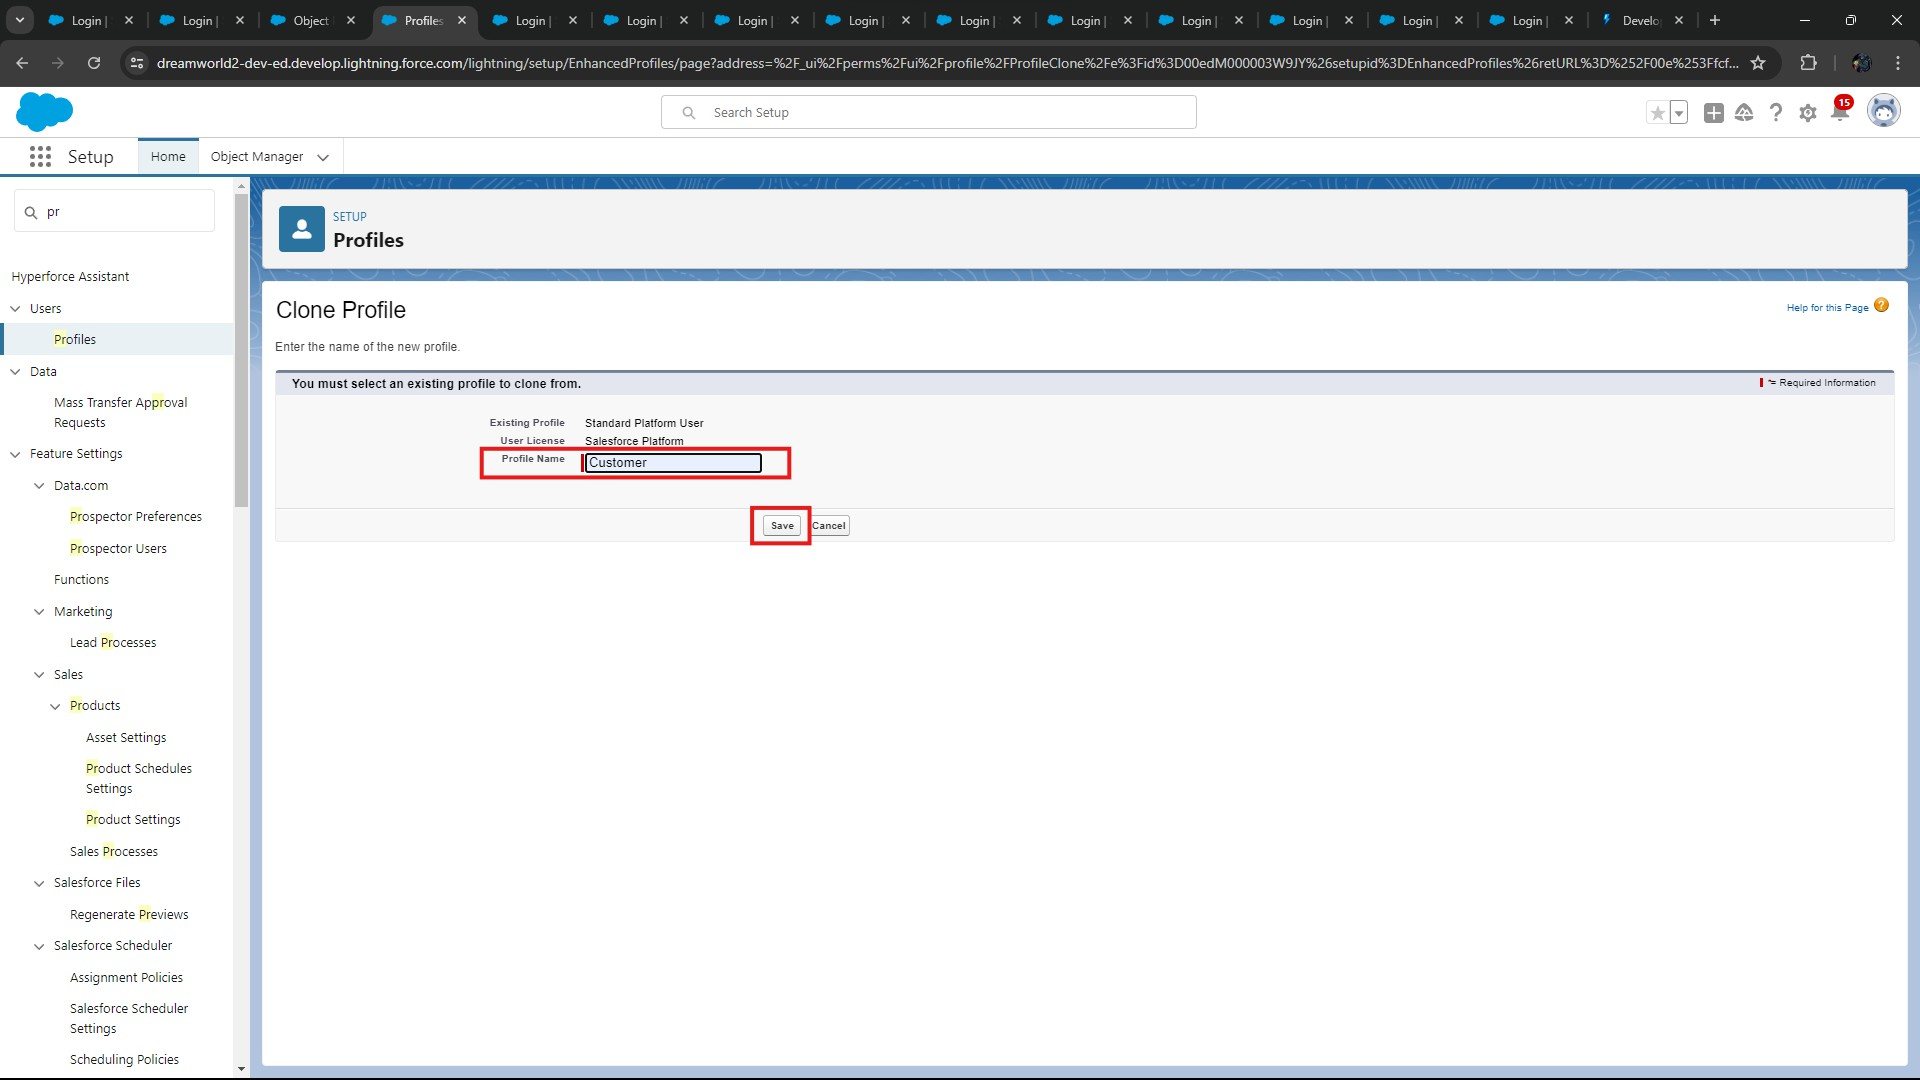 Login |
Login |
Object
Profiles
Login |
Login |
Login |
Login |
Login |
Login |
Login |
Login |
Login |
Login |
Develo
dreamworld2-dev-ed.develop.lightning.force.com/lightning/setup/EnhancedProfiles/page?address=%2F_ui%2Fperms%2Fui%2Fprofile%2FProfileClone%2Fe%3Fid%3D00edM000003W9JY%26setupid%3DEnhancedProfiles%26retURL%3D%252F00e%253Ffcf...
Search Setup
15
Setup
Home
Object Manager
pr
Hyperforce Assistant
Users
Profiles
Data
Mass Transfer Approval
Requests
Feature Settings
Data.com
Prospector Preferences
Prospector Users
Functions
Marketing
Lead Processes
Sales
Products
Asset Settings
Product Schedules
Settings
Product Settings
Sales Processes
Salesforce Files
Regenerate Previews
Salesforce Scheduler
Assignment Policies
Salesforce Scheduler
Settings
Scheduling Policies
SETUP
Profiles
Clone Profile
Help for this Page
Enter the name of the new profile.
You must select an existing profile to clone from.
= Required Information
Existing Profile Standard Platform User
User License Salesforce Platform
Profile Name Customer
Save Cancel